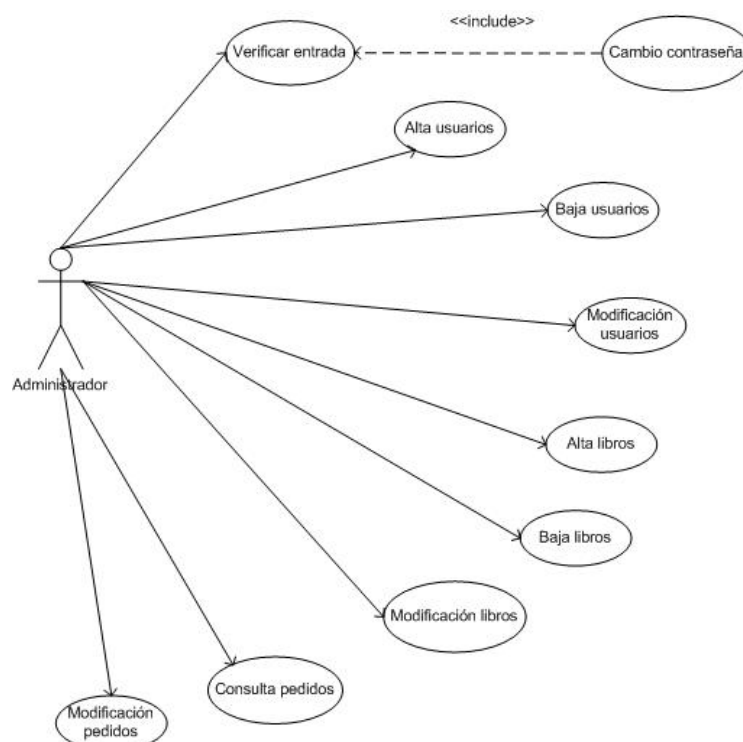 <<include>>
Verificar entrada
Cambio contraseña
Alta usuarios
Baja usuarios
Modificación
usuarios
Administrador
Alta libros
Baja libros
Modificación libros
Consulta pedidos
Modificación
pedidos